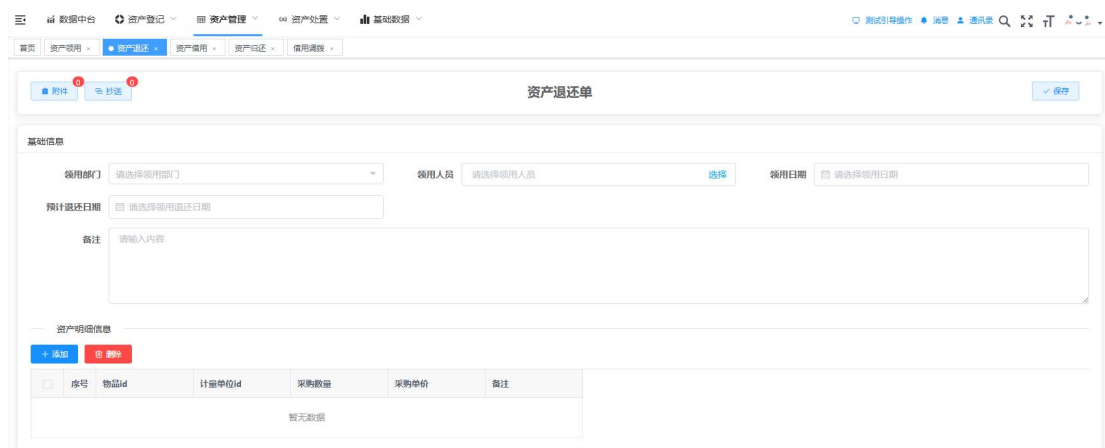 数据中台 资产登记 资产管理 资产处置 基础数据 测试引导操作 消息 通讯录
首页 资产领用 × 资产退还 × 资产借用 × 资产归还 × 借用调拨 ×
附件 0 抄送 0 资产退还单 保存
基础信息
领用部门 请选择领用部门 领用人员 请选择领用人员 选择 领用日期 请选择领用日期
预计退还日期 请选择领用退还日期
备注 请输入内容
资产明细信息
+ 添加 删除
序号 物品id 计量单位id 采购数量 采购单价 备注
暂无数据